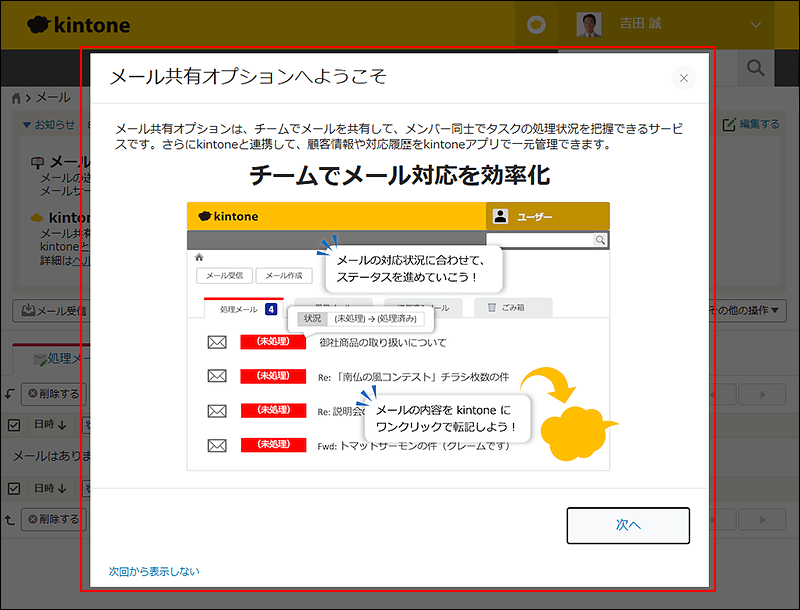 kintone
吉田 誠
メール
お知らせ
編集する
メール
メールの送
メールサー
kinton
メール共有
kintoneと
詳細はヘル
メール受信
その他の操作
処理メー
削除する
日時
メールはありま
日時
削除する
メール共有オプションへようこそ
メール共有オプションは、チームでメールを共有して、メンバー同士でタスクの処理状況を把握できるサービ
スです。さらにkintoneと連携して、顧客情報や対応履歴をkintoneアプリで一元管理できます。
チームでメール対応を効率化
kintone
ユーザー
メールの対応状況に合わせて、
ステータスを進めていこう！
メール受信
メール作成
処理メール 4
ごみ箱
状況 (未処理) → (処理済み)
(未処理) 御社商品の取り扱いについて
(未処理) Re: 「南仏の風コンテスト」チラシ枚数の件
(未処理) Re: 説明会
メールの内容を kintone に
ワンクリックで転記しよう！
(未処理) Fwd: トマットサーモンの件（クレームです）
次へ
次回から表示しない